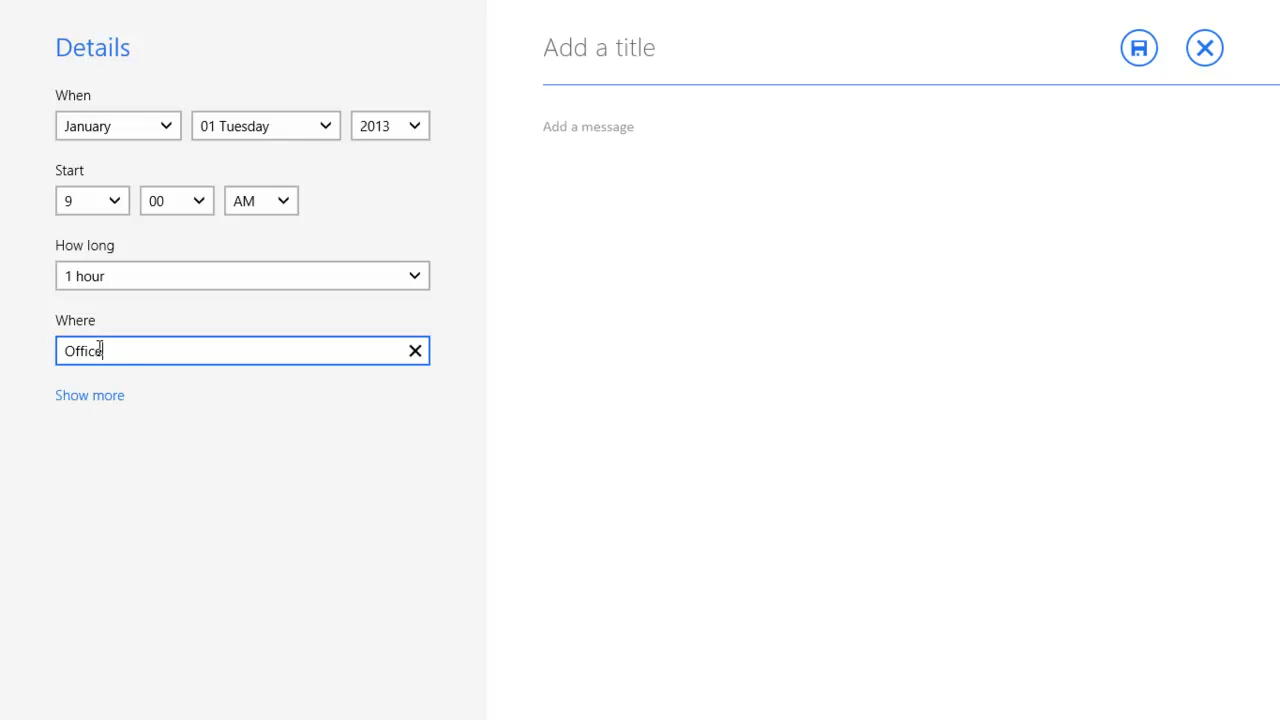 Details
When
January
01 Tuesday
2013
Start
9
00
AM
How long
1 hour
Where
Office
Show more
Add a title
Add a message